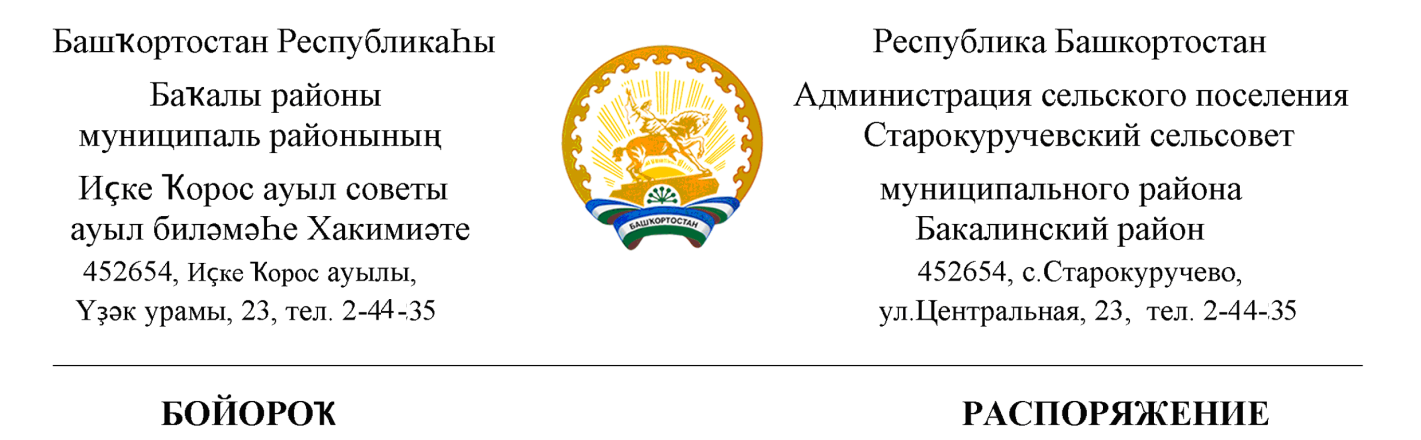 Башҡортостан Республикаһы
Баҡалы районы
муниципаль районының
Иҫке Ҡорос ауыл советы
ауыл биләмәһе Хакимиәте
452654, Иҫке Ҡорос ауылы,
Үҙәк урамы, 23, тел. 2-44-35
БАШҠОРТОСТАН
Республика Башкортостан
Администрация сельского поселения
Старокуручевский сельсовет
муниципального района
Бакалинский район
452654, с.Старокуручево,
ул.Центральная, 23, тел. 2-44-35
БОЙОРОҠ
РАСПОРЯЖЕНИЕ